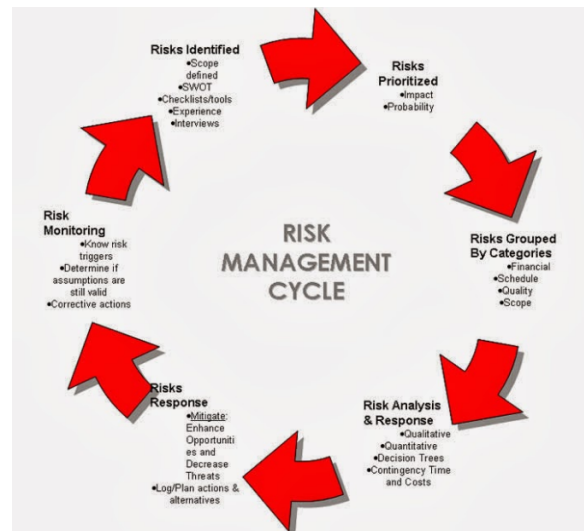 Risks Identified
•Scope
defined
•SWOT
•Checklists/tools
•Experience
•Interviews
Risks
Prioritized
•Impact
•Probability
Risks Grouped
By Categories
•Financial
•Schedule
•Quality
•Scope
Risk Analysis
& Response
•Qualitative
•Quantitative
•Decision Trees
•Contingency Time
and Costs
Risks
Response
•Mitigate:
Enhance
Opportuniti
es and
Decrease
Threats
•Log/Plan actions &
alternatives
Risk
Monitoring
•Know risk
triggers
•Determine if
assumptions are
still valid
•Corrective actions
RISK
MANAGEMENT
CYCLE